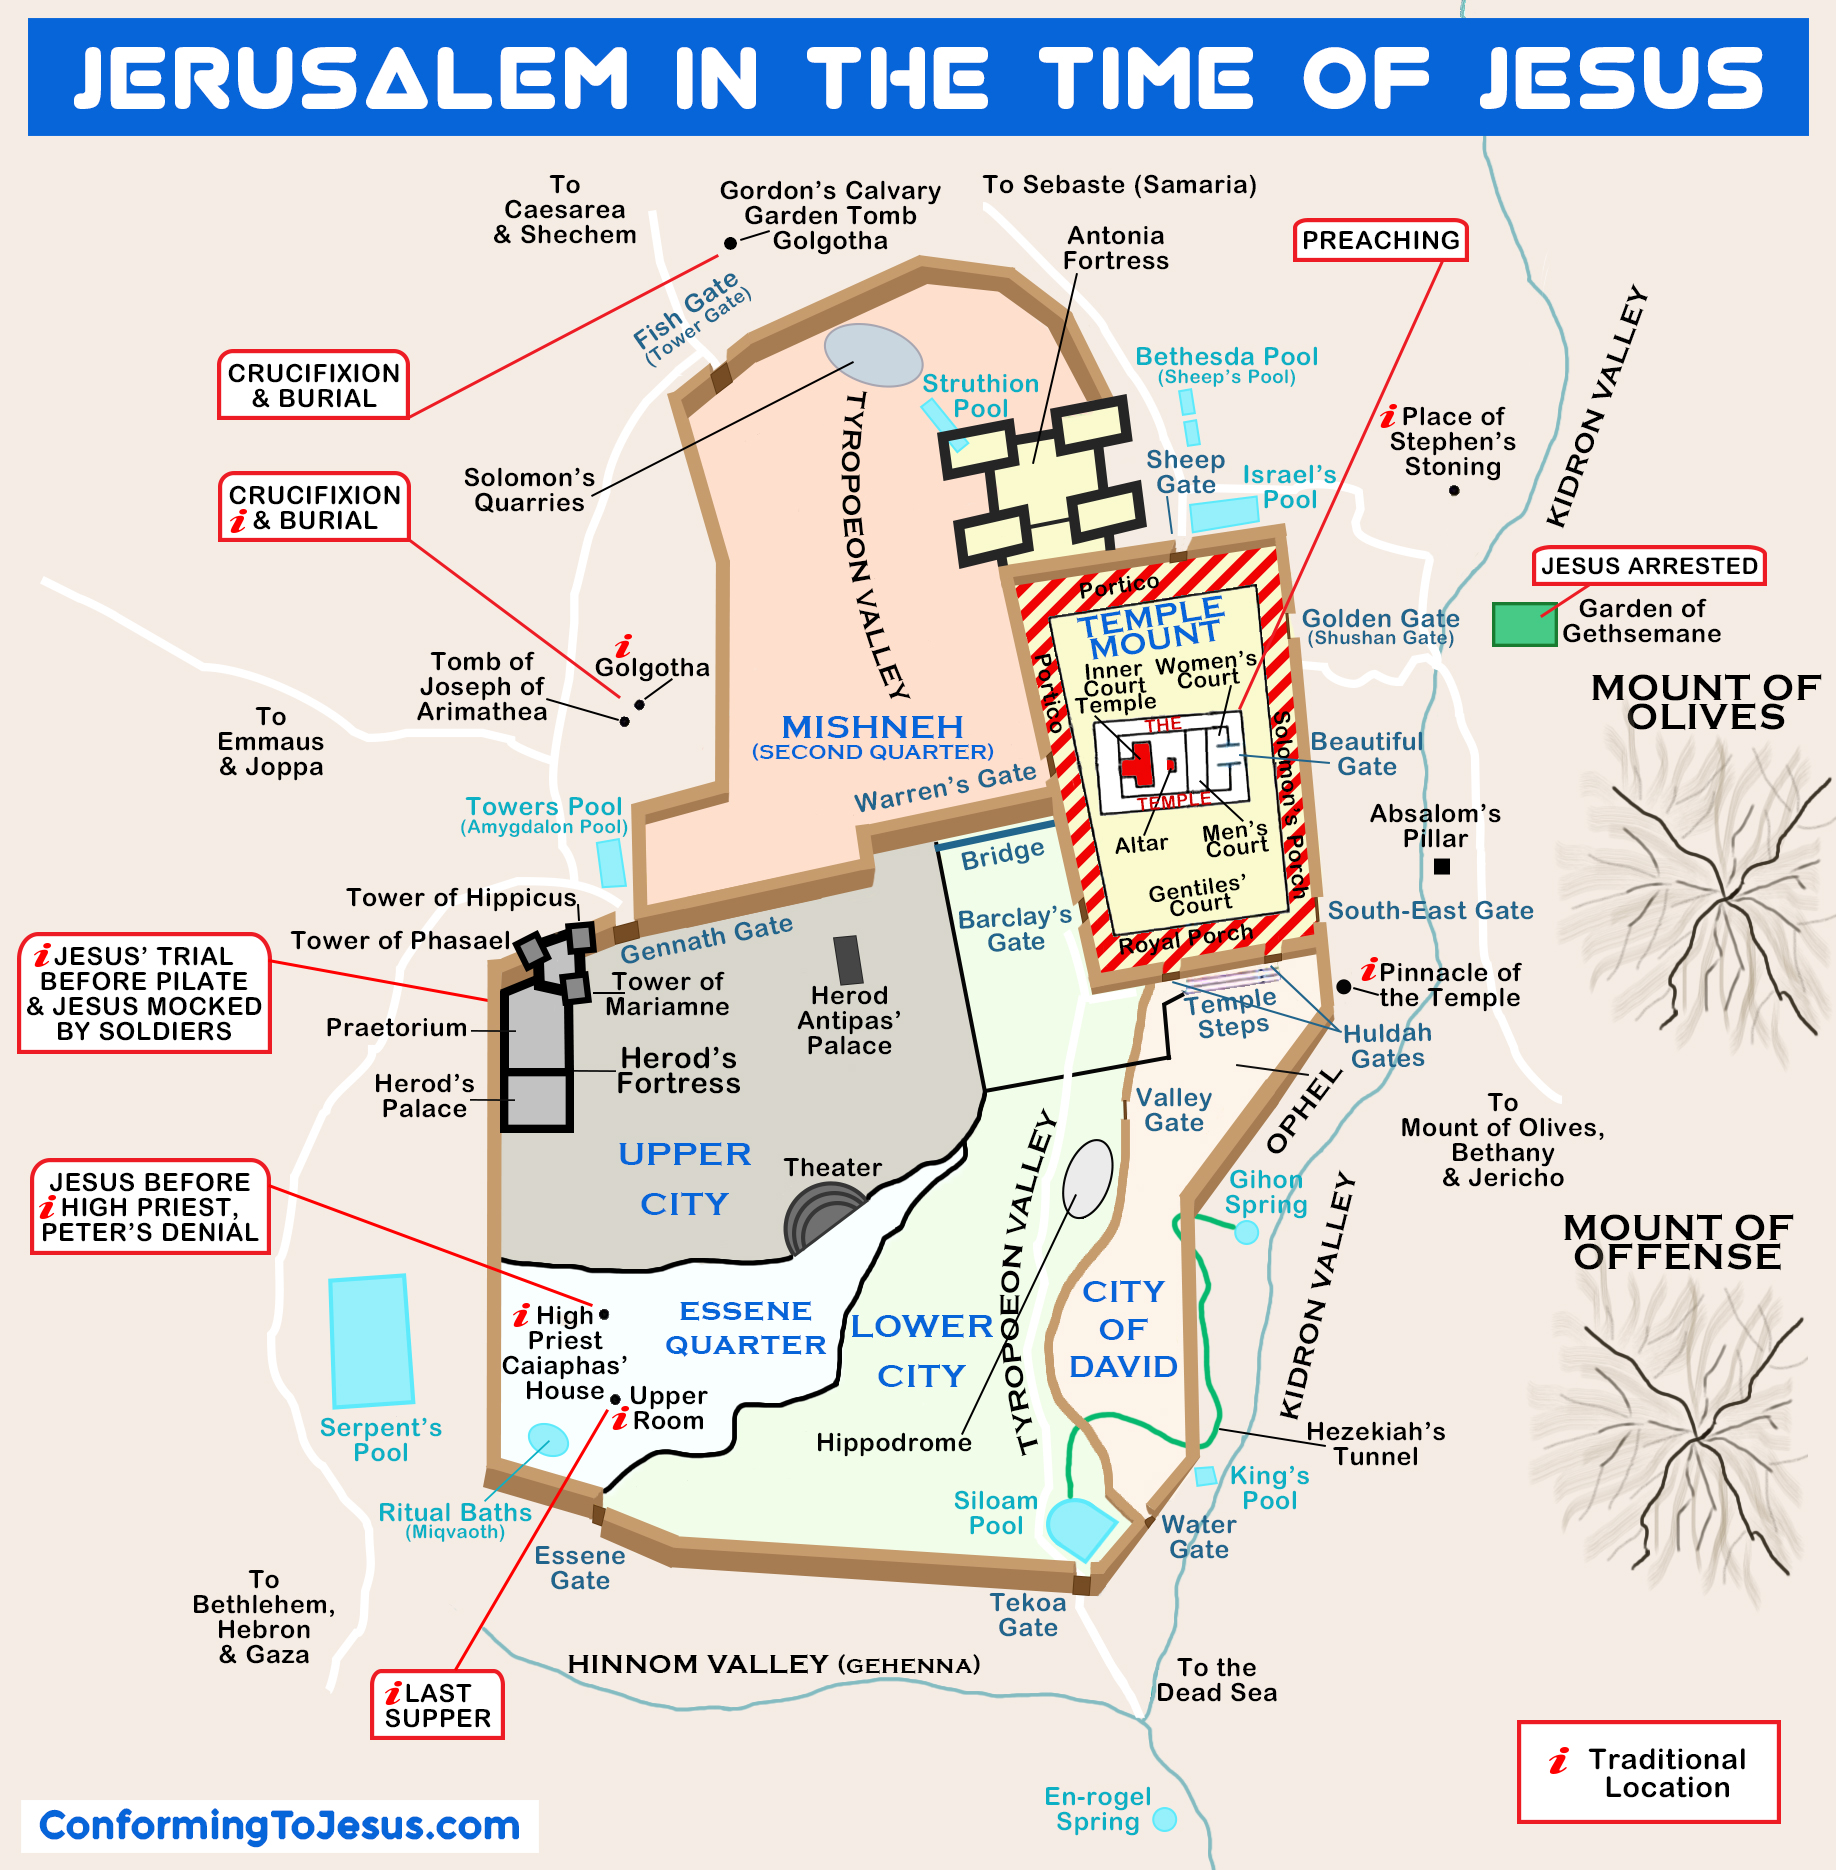 JERUSALEM IN THE TIME OF JESUS
To
Caesarea
& Shechem
Gordon's Calvary
Garden Tomb
Golgotha
To Sebaste (Samaria)
Antonia
Fortress
PREACHING
Fish Gate
(Tower Gate)
KIDRON VALLEY
CRUCIFIXION
& BURIAL
Struthion
Pool
Bethesda Pool
(Sheep's Pool)
i Place of
Stephen's
Stoning
TYROPOEON VALLEY
Solomon's
Quarries
Sheep
Gate
Israel's
Pool
CRUCIFIXION
i & BURIAL
JESUS ARRESTED
Garden of
Gethsemane
Portico
TEMPLE
MOUNT
Golden Gate
(Shushan Gate)
i
Golgotha
Tomb of
Joseph of
Arimathea
Portico
Inner
Court
Temple
Women's
Court
MOUNT OF
OLIVES
To
Emmaus
& Joppa
MISHNEH
(SECOND QUARTER)
THE
TEMPLE
Solomon's Porch
Beautiful
Gate
Warren's Gate
Towers Pool
(Amygdalon Pool)
Altar
Men's
Court
Absalom's
Pillar
Bridge
Gentiles'
Court
Tower of Hippicus
Tower of Phasael
Gennath Gate
Barclay's
Gate
Royal Porch
South-East Gate
i JESUS' TRIAL
BEFORE PILATE
& JESUS MOCKED
BY SOLDIERS
Tower of
Mariamne
Herod
Antipas'
Palace
Temple
Steps
i Pinnacle of
the Temple
Praetorium
Herod's
Fortress
Huldah
Gates
Herod's
Palace
Valley
Gate
OPHEL
To
Mount of Olives,
Bethany
& Jericho
UPPER
CITY
Theater
TYROPOEON VALLEY
Gihon
Spring
KIDRON VALLEY
JESUS BEFORE
i HIGH PRIEST,
PETER'S DENIAL
MOUNT OF
OFFENSE
i High
Priest
Caiaphas'
House
ESSENE
QUARTER
LOWER
CITY
CITY
OF
DAVID
Upper
i Room
Serpent's
Pool
Hippodrome
Hezekiah's
Tunnel
Ritual Baths
(Miqvaoth)
Siloam
Pool
King's
Pool
Water
Gate
Essene
Gate
Tekoa
Gate
To
Bethlehem,
Hebron
& Gaza
HINNOM VALLEY (GEHENNA)
To the
Dead Sea
i LAST
SUPPER
i Traditional
Location
En-rogel
Spring
ConformingToJesus.com